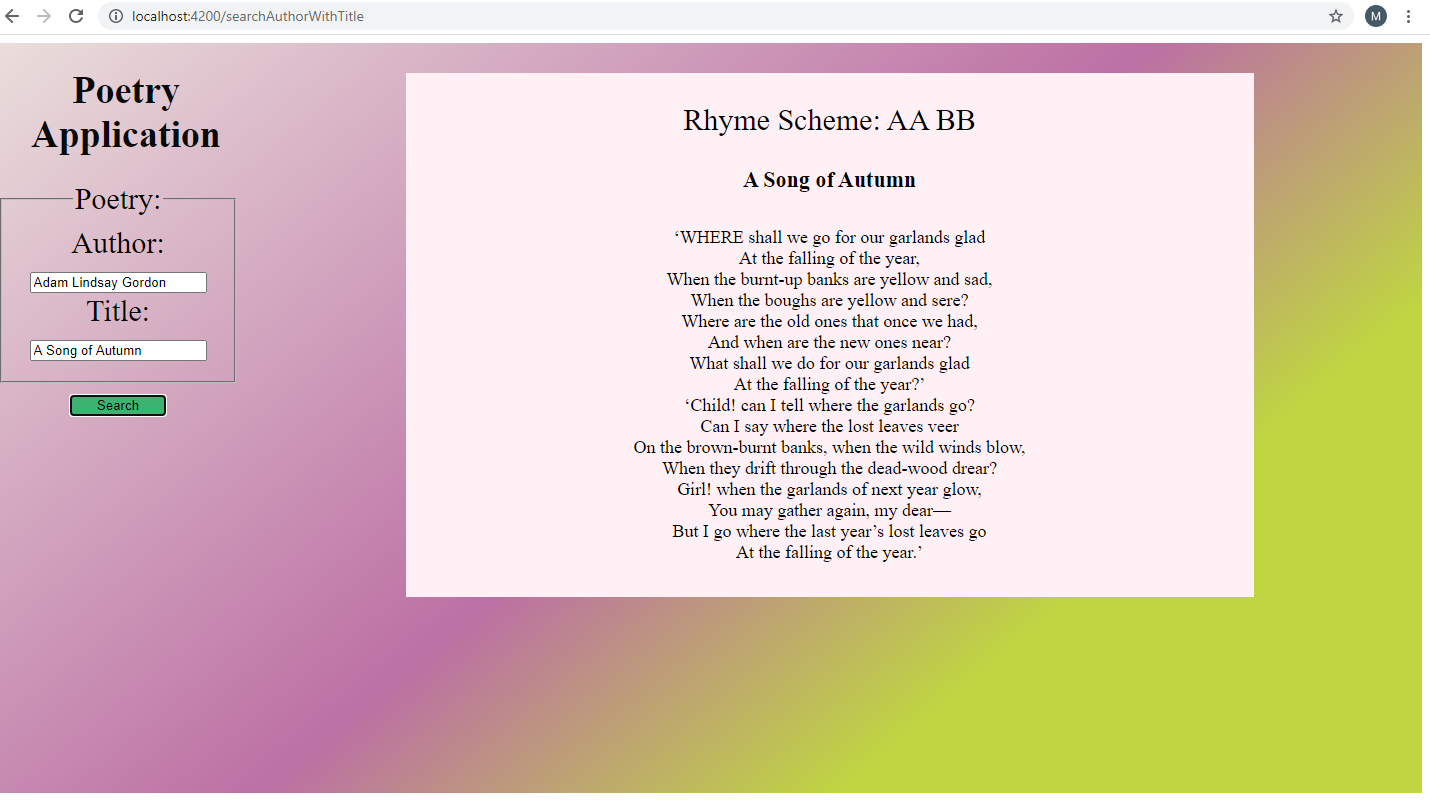 localhost:4200/searchAuthorWithTitle
M
Poetry
Application
Poetry:
Author:
Adam Lindsay Gordon
Title:
A Song of Autumn
Search
Rhyme Scheme: AA BB
A Song of Autumn
‘WHERE shall we go for our garlands glad
At the falling of the year,
When the burnt-up banks are yellow and sad,
When the boughs are yellow and sere?
Where are the old ones that once we had,
And when are the new ones near?
What shall we do for our garlands glad
At the falling of the year?’
‘Child! can I tell where the garlands go?
Can I say where the lost leaves veer
On the brown-burnt banks, when the wild winds blow,
When they drift through the dead-wood drear?
Girl! when the garlands of next year glow,
You may gather again, my dear—
But I go where the last year’s lost leaves go
At the falling of the year.’